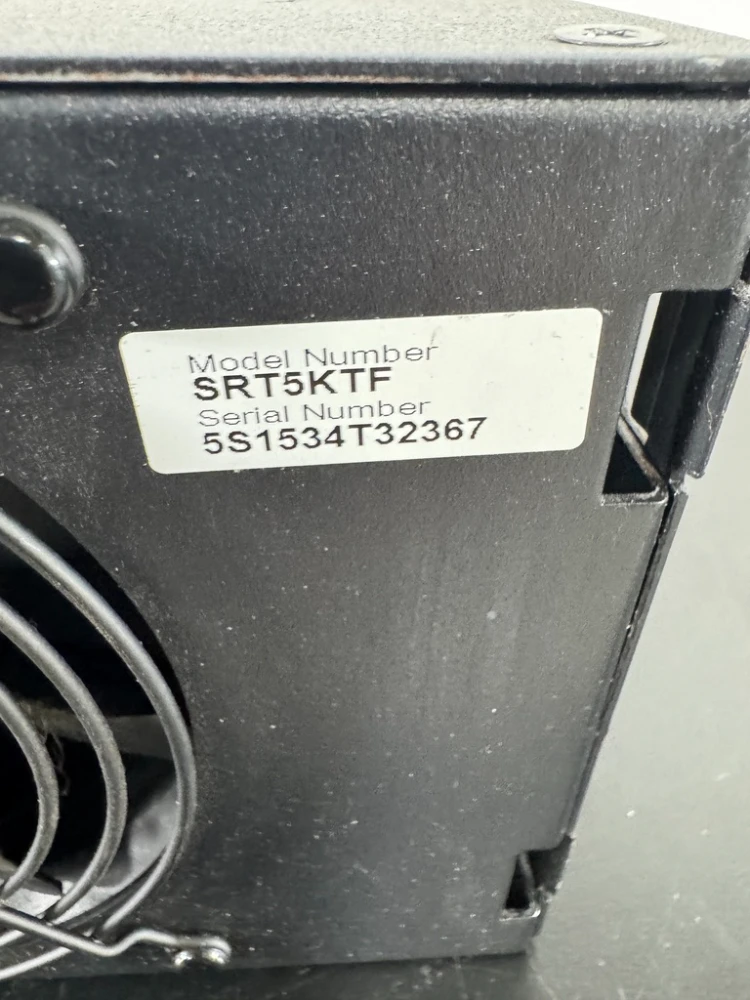 Model Number
SRT5KTF
Serial Number
5S1534T32367